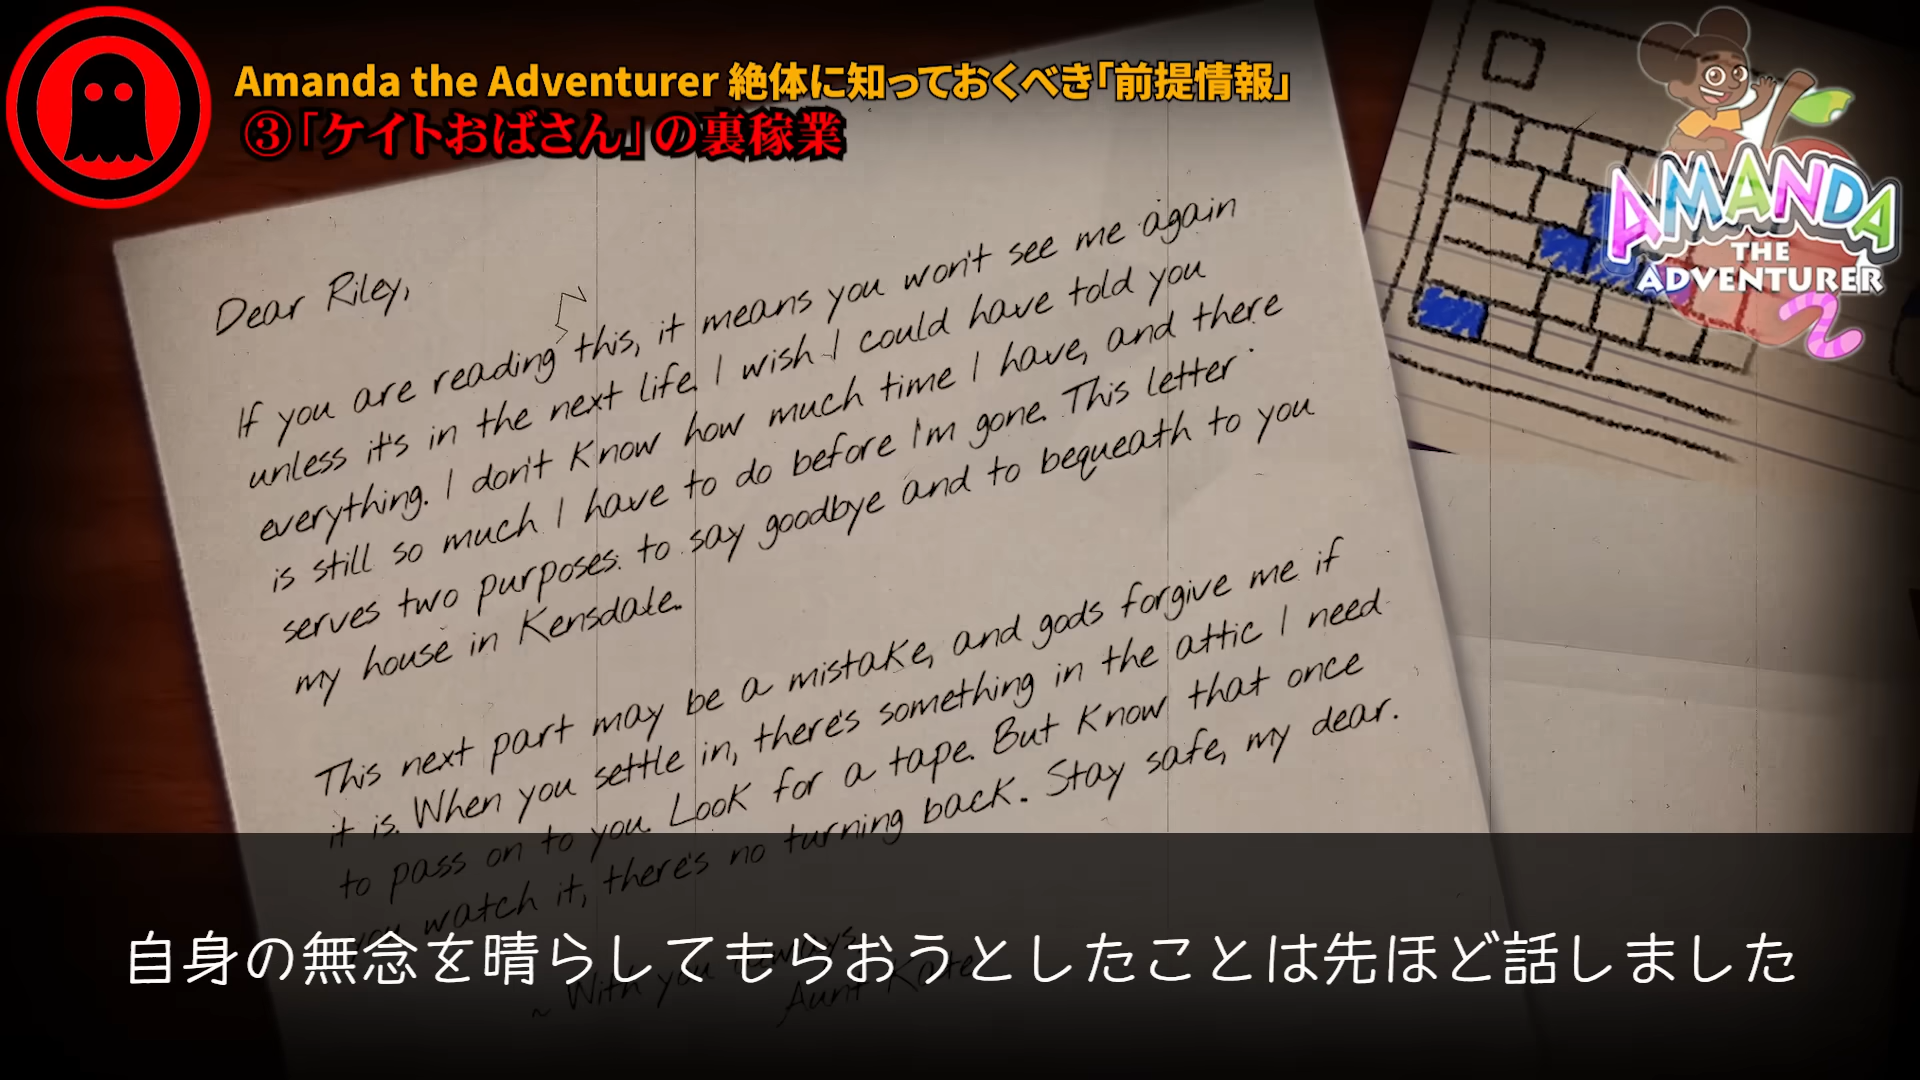 Amanda the Adventurer 絶体に知っておくべき「前提情報」
③「ケイトおばさん」の裏稼業
AMANDA
THE
ADVENTURER
2
Dear Riley,
If you are reading this, it means you won't see me again
unless it's in the next life. I wish I could have told you
everything. I don't know how much time I have, and there
is still so much I have to do before I'm gone. This letter
serves two purposes: to say goodbye and to bequeath to you
my house in Kensdale.
This next part may be a mistake, and gods forgive me if
it is. When you settle in, there's something in the attic I need
to pass on to you. Look for a tape. But know that once
you watch it, there's no turning back. Stay safe, my dear.
~ With you always,
Aunt Kate
自身の無念を晴らしてもらおうとしたことは先ほど話しました